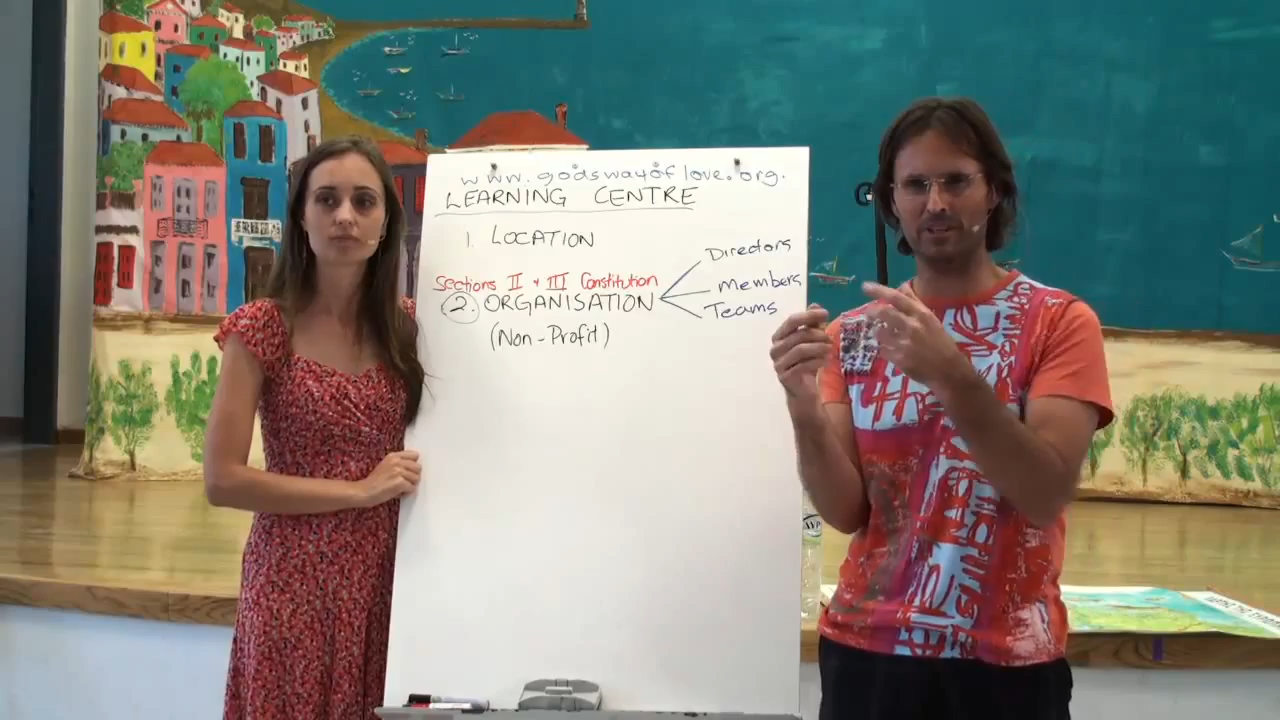 www.godswayoflove.org.
LEARNING CENTRE
1. LOCATION
Sections II + III Constitution
2. ORGANISATION
(Non-Profit)
Directors
Members
Teams